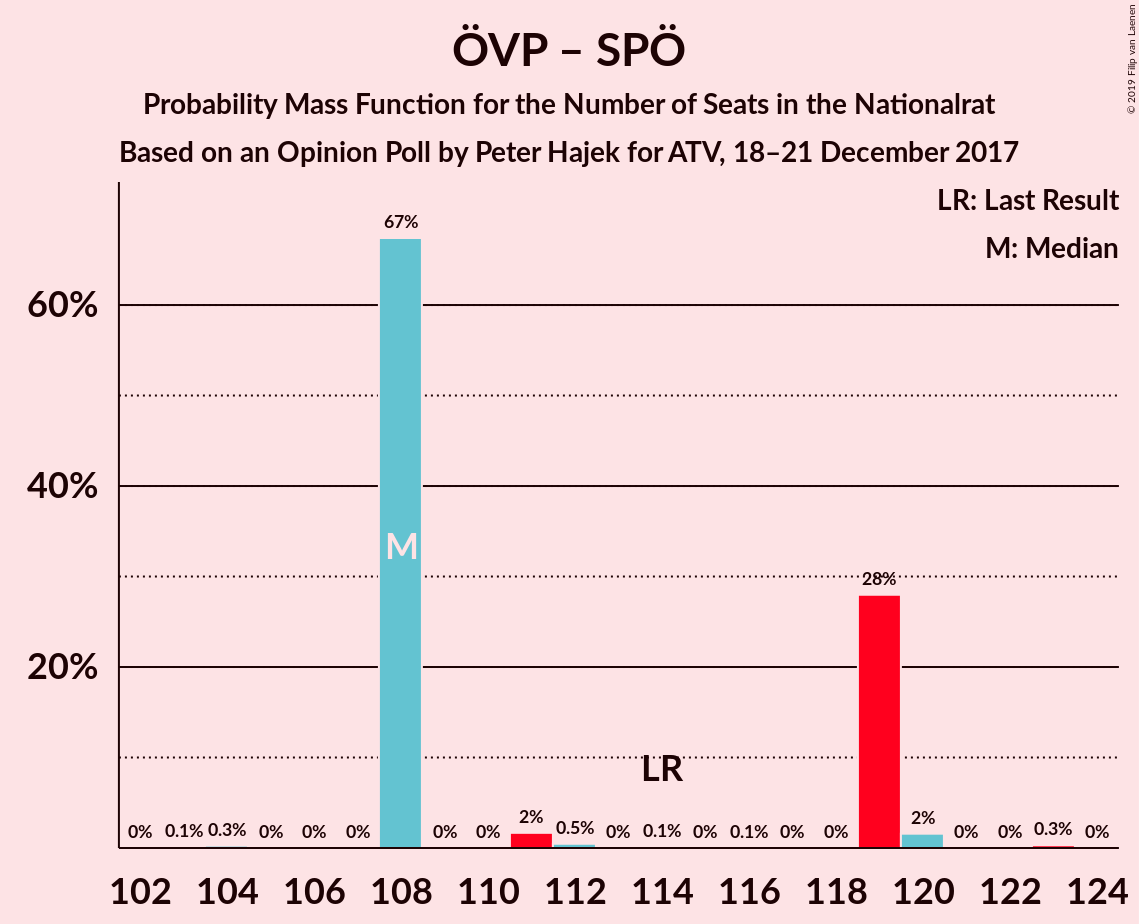 ÖVP – SPÖ
Probability Mass Function for the Number of Seats in the Nationalrat
Based on an Opinion Poll by Peter Hajek for ATV, 18–21 December 2017
© 2019 Filip van Laenen
LR: Last Result
M: Median
60%
40%
20%
67%
M
28%
LR
0% 0.1% 0.3% 0% 0% 0% 0% 0% 2% 0.5% 0% 0.1% 0% 0.1% 0% 0% 2% 0% 0% 0.3% 0%
102 104 106 108 110 112 114 116 118 120 122 124